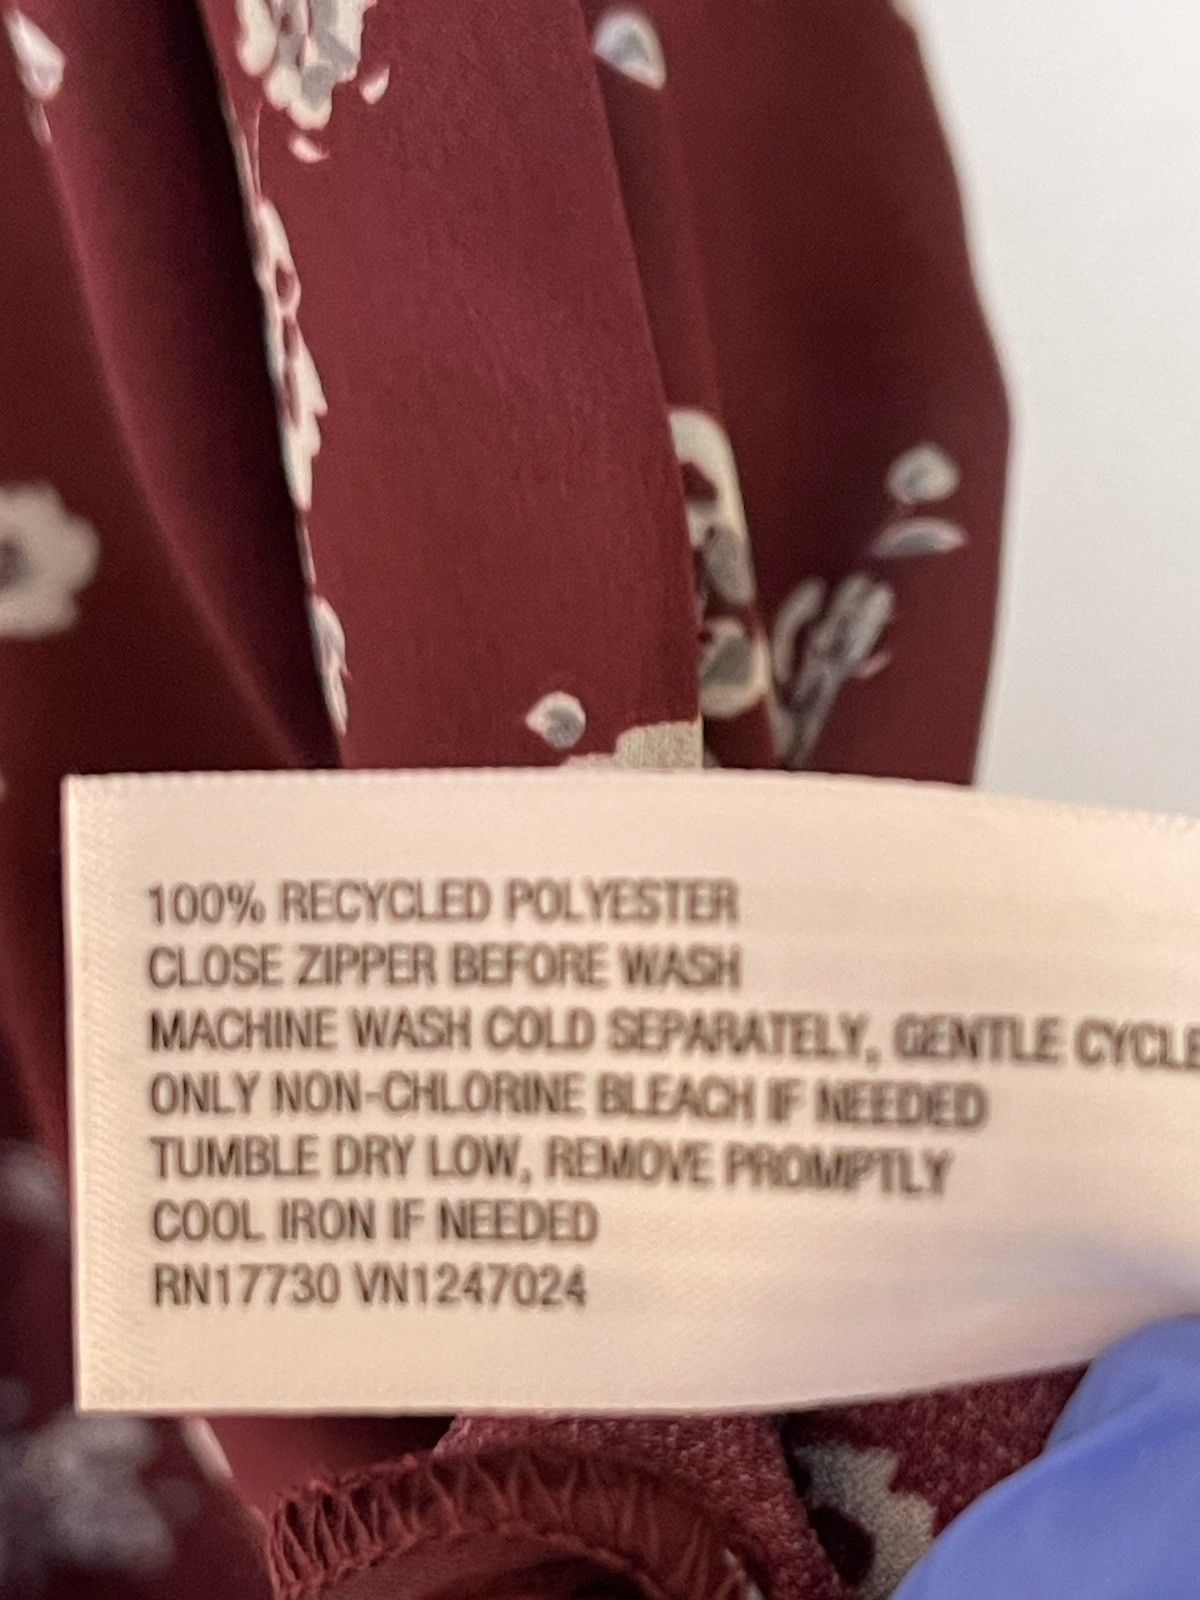 100% RECYCLED POLYESTER
CLOSE ZIPPER BEFORE WASH
MACHINE WASH COLD SEPARATELY, GENTLE CYCLE
ONLY NON-CHLORINE BLEACH IF NEEDED
TUMBLE DRY LOW, REMOVE PROMPTLY
COOL IRON IF NEEDED
RN17730 VN1247024